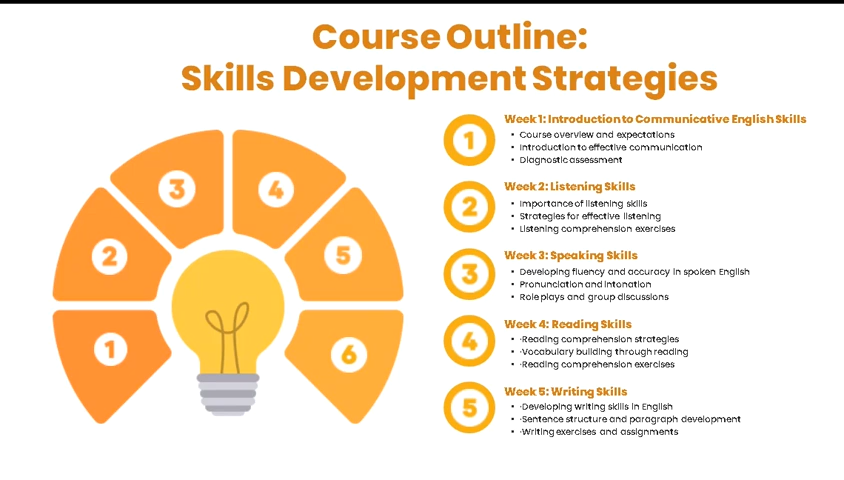 Course Outline:
Skills Development Strategies
1
2
3
4
5
6
1
Week 1: Introduction to Communicative English Skills
▪ Course overview and expectations
▪ Introduction to effective communication
▪ Diagnostic assessment
2
Week 2: Listening Skills
▪ Importance of listening skills
▪ Strategies for effective listening
▪ Listening comprehension exercises
3
Week 3: Speaking Skills
▪ Developing fluency and accuracy in spoken English
▪ Pronunciation and intonation
▪ Role plays and group discussions
4
Week 4: Reading Skills
▪ ·Reading comprehension strategies
▪ ·Vocabulary building through reading
▪ ·Reading comprehension exercises
5
Week 5: Writing Skills
▪ ·Developing writing skills in English
▪ ·Sentence structure and paragraph development
▪ ·Writing exercises and assignments